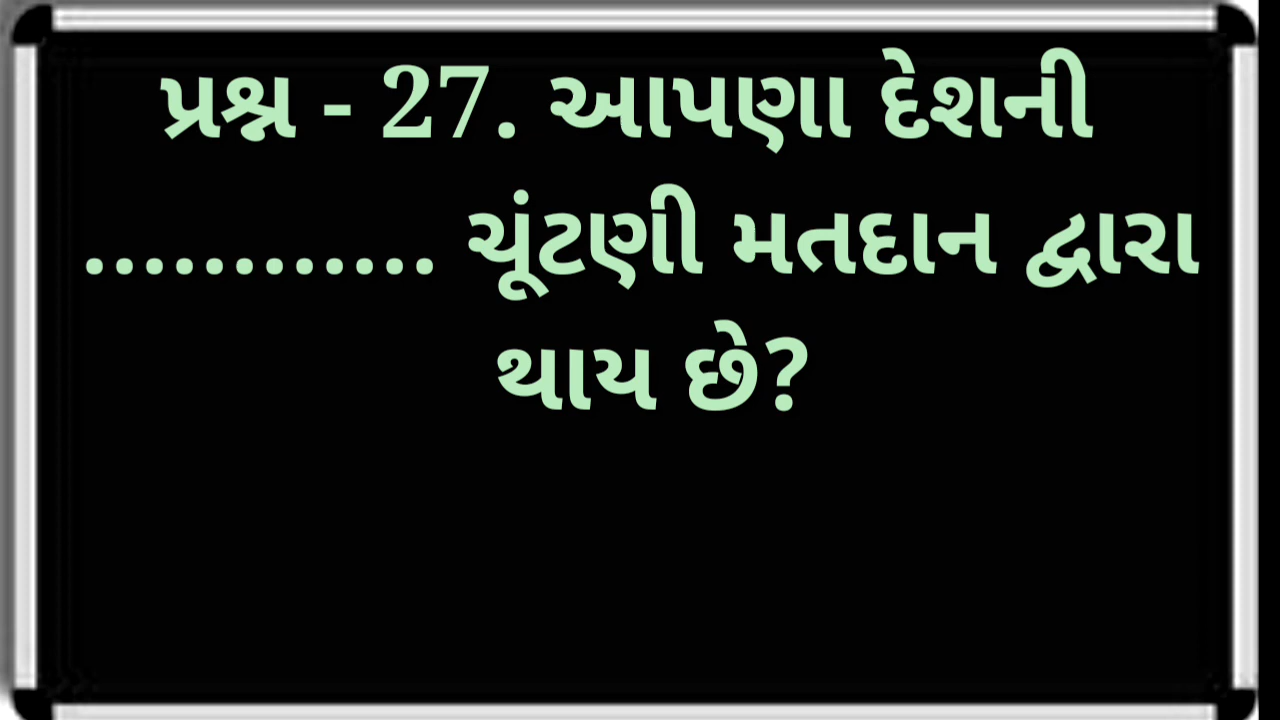 પ્રશ્ન - 27. આપણા દેશની
............ ચૂંટણી મતદાન દ્વારા
થાય છે?